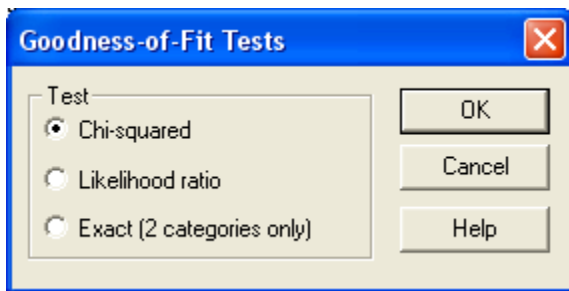 Goodness-of-Fit Tests
Test
Chi-squared
Likelihood ratio
Exact (2 categories only)
OK
Cancel
Help